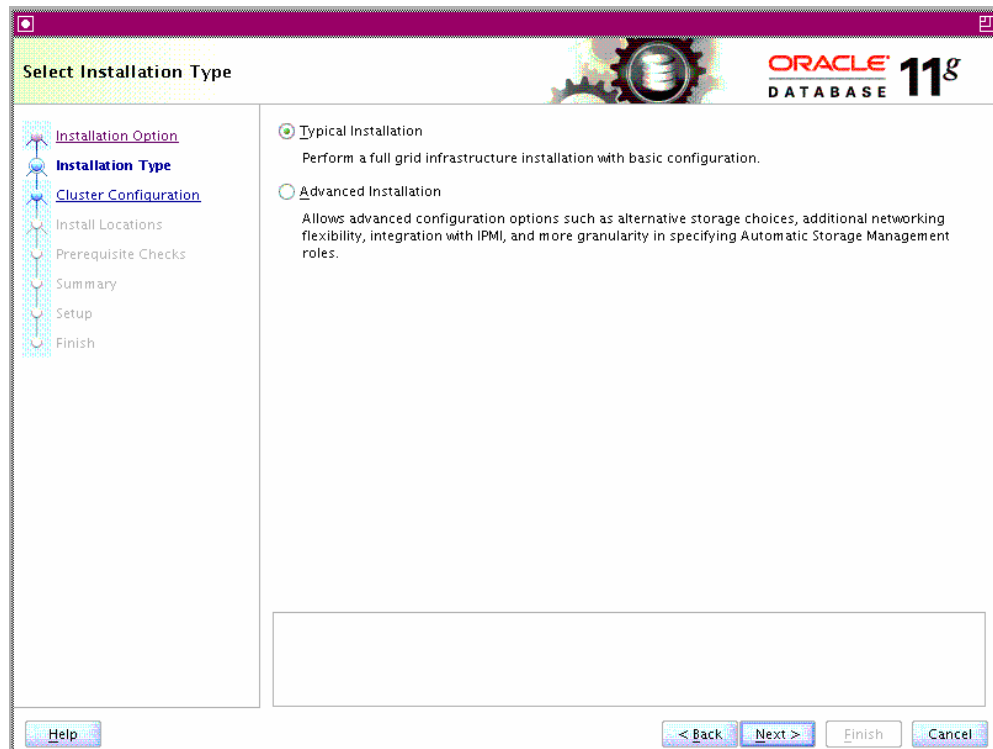 Select Installation Type
ORACLE
DATABASE
11g
Installation Option
Installation Type
Cluster Configuration
Install Locations
Prerequisite Checks
Summary
Setup
Finish
Typical Installation
Perform a full grid infrastructure installation with basic configuration.
Advanced Installation
Allows advanced configuration options such as alternative storage choices, additional networking
flexibility, integration with IPMI, and more granularity in specifying Automatic Storage Management
roles.
Help
< Back
Next >
Finish
Cancel